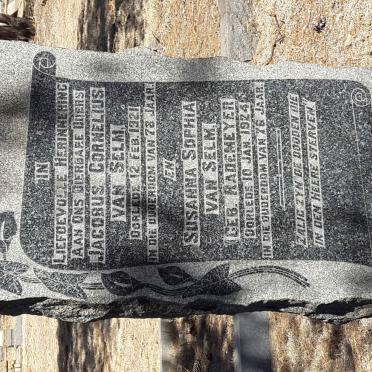 IN
LIEFDEVOLLE HERINNERING
AAN ONS DIERBARE OUERS
JACOBUS CORNELIUS
VAN SELM
OORLEDE 12 FEB. 1921
IN DIE OUDERDOM VAN 78 JAAR
EN
SUSANNA SOPHIA
VAN SELM
GEB. RADEMEYER
OORLEDE 10 JAN. 1924
IN DIE OUDERDOM VAN 76 JAAR
ZALIG ZYN DE DOODEN DIE
IN DEN HEERE STERVEN